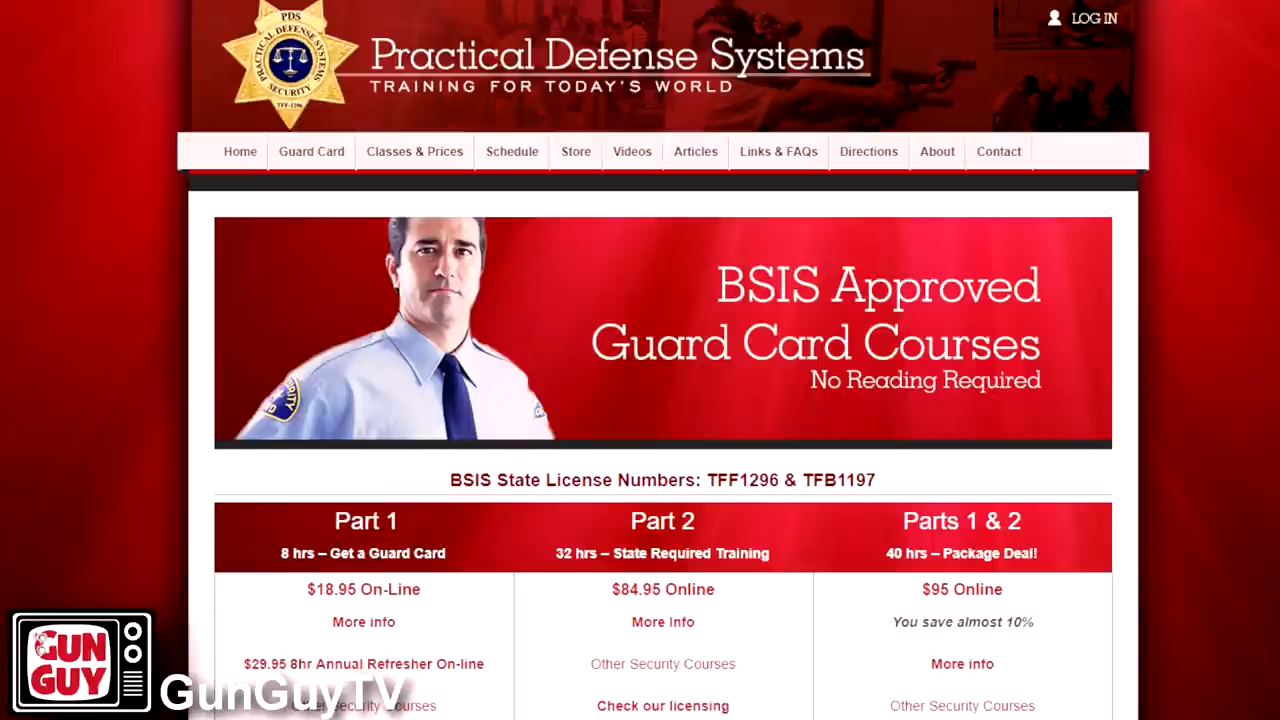 PDS
PRACTICAL DEFENSE SYSTEMS
SECURITY
TFF-1296
Practical Defense Systems
TRAINING FOR TODAY'S WORLD
LOG IN
Home Guard Card Classes & Prices Schedule Store Videos Articles Links & FAQs Directions About Contact
BSIS Approved
Guard Card Courses
No Reading Required
BSIS State License Numbers: TFF1296 & TFB1197
Part 1 Part 2 Parts 1 & 2
8 hrs – Get a Guard Card 32 hrs – State Required Training 40 hrs – Package Deal!
$18.95 On-Line $84.95 Online $95 Online
More info More Info You save almost 10%
$29.95 8hr Annual Refresher On-line Other Security Courses More info
Security Courses Check our licensing Other Security Courses
GUN
GUY
GunGuyTV